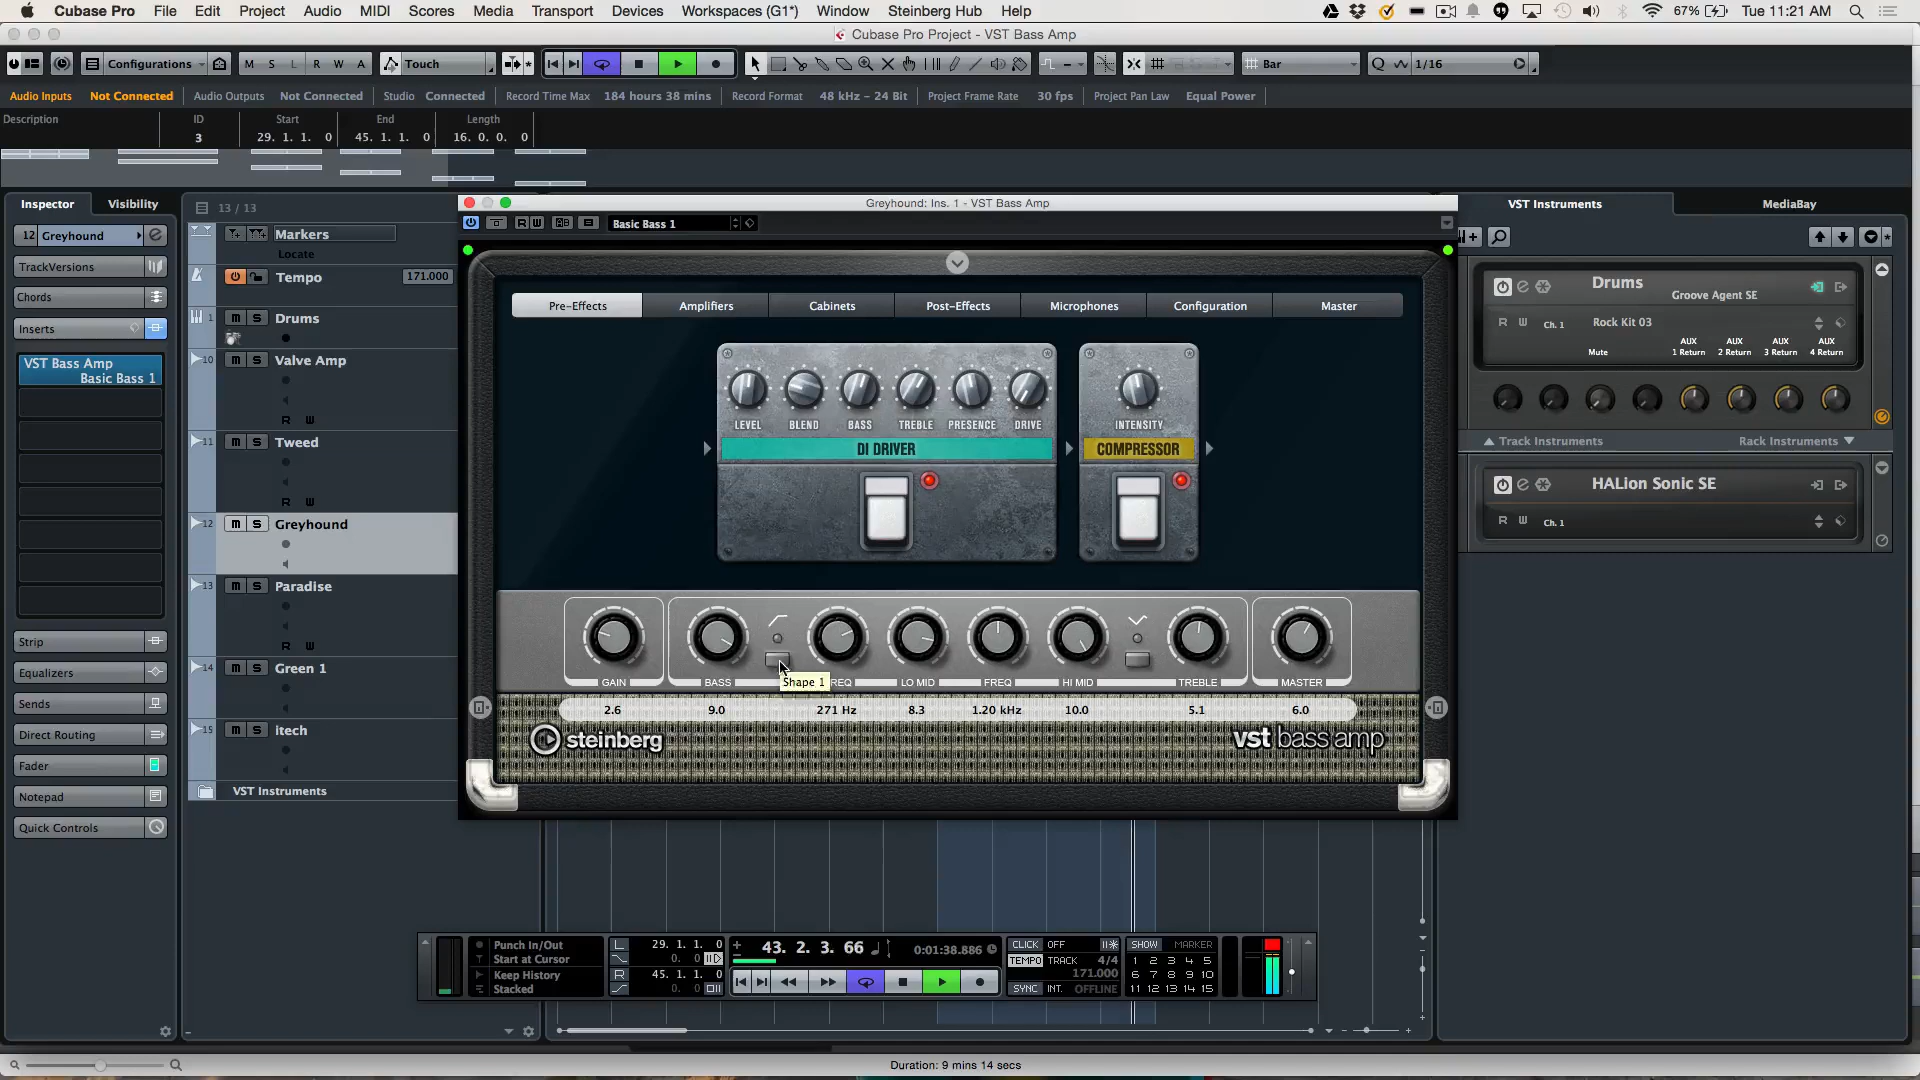 Cubase Pro File Edit Project Audio MIDI Scores Media Transport Devices Workspaces (G1*) Window Steinberg Hub Help 67% Tue 11:21 AM
Cubase Pro Project - VST Bass Amp
Configurations M S L R W A Touch Bar Q 1/16
Audio Inputs Not Connected Audio Outputs Not Connected Studio Connected Record Time Max 184 hours 38 mins Record Format 48 kHz - 24 Bit Project Frame Rate 30 fps Project Pan Law Equal Power
Description ID Start End Length
3 29. 1. 1. 0 45. 1. 1. 0 16. 0. 0. 0
Inspector Visibility
13 / 13
12 Greyhound
TrackVersions
Chords
Inserts
VST Bass Amp
Basic Bass 1
Strip
Equalizers
Sends
Direct Routing
Fader
Notepad
Quick Controls
Markers
Locate
Tempo 171.000
1 m S Drums
10 m S Valve Amp
R W
11 m S Tweed
R W
12 m S Greyhound
13 m S Paradise
R W
14 m S Green 1
15 m S itech
VST Instruments
Greyhound: Ins. 1 - VST Bass Amp
R W Basic Bass 1
Pre-Effects Amplifiers Cabinets Post-Effects Microphones Configuration Master
LEVEL BLEND BASS TREBLE PRESENCE DRIVE
DI DRIVER
INTENSITY
COMPRESSOR
Shape 1
GAIN BASS REQ LO MID FREQ HI MID TREBLE MASTER
2.6 9.0 271 Hz 8.3 1.20 kHz 10.0 5.1 6.0
steinberg
vst bass amp
VST Instruments MediaBay
Drums Groove Agent SE
R W Ch. 1 Rock Kit 03
Mute
AUX AUX AUX AUX
1 Return 2 Return 3 Return 4 Return
Track Instruments Rack Instruments
HALion Sonic SE
R W Ch. 1
Punch In/Out
Start at Cursor
Keep History
Stacked
L 29. 1. 1. 0
0. 0
R 45. 1. 1. 0
0. 0
43. 2. 3. 66 0:01:38.886
CLICK OFF
TEMPO TRACK 4/4
171.000
SYNC INT. OFFLINE
SHOW MARKER
1 2 3 4 5
6 7 8 9 10
11 12 13 14 15
Duration: 9 mins 14 secs